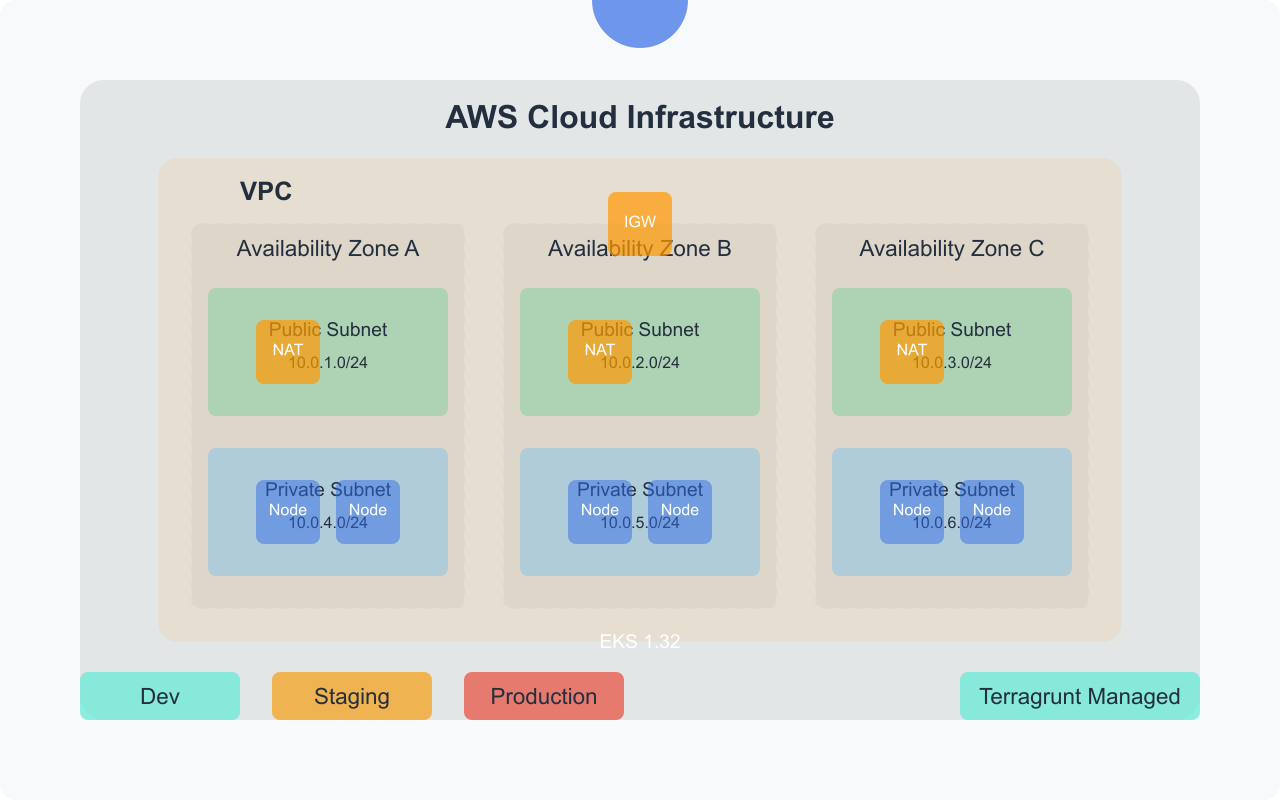 AWS Cloud Infrastructure
VPC
IGW
Availability Zone A
Availability Zone B
Availability Zone C
Public Subnet
NAT
10.0.1.0/24
Public Subnet
NAT
10.0.2.0/24
Public Subnet
NAT
10.0.3.0/24
Private Subnet
Node
Node
10.0.4.0/24
Private Subnet
Node
Node
10.0.5.0/24
Private Subnet
Node
Node
10.0.6.0/24
EKS 1.32
Dev
Staging
Production
Terragrunt Managed